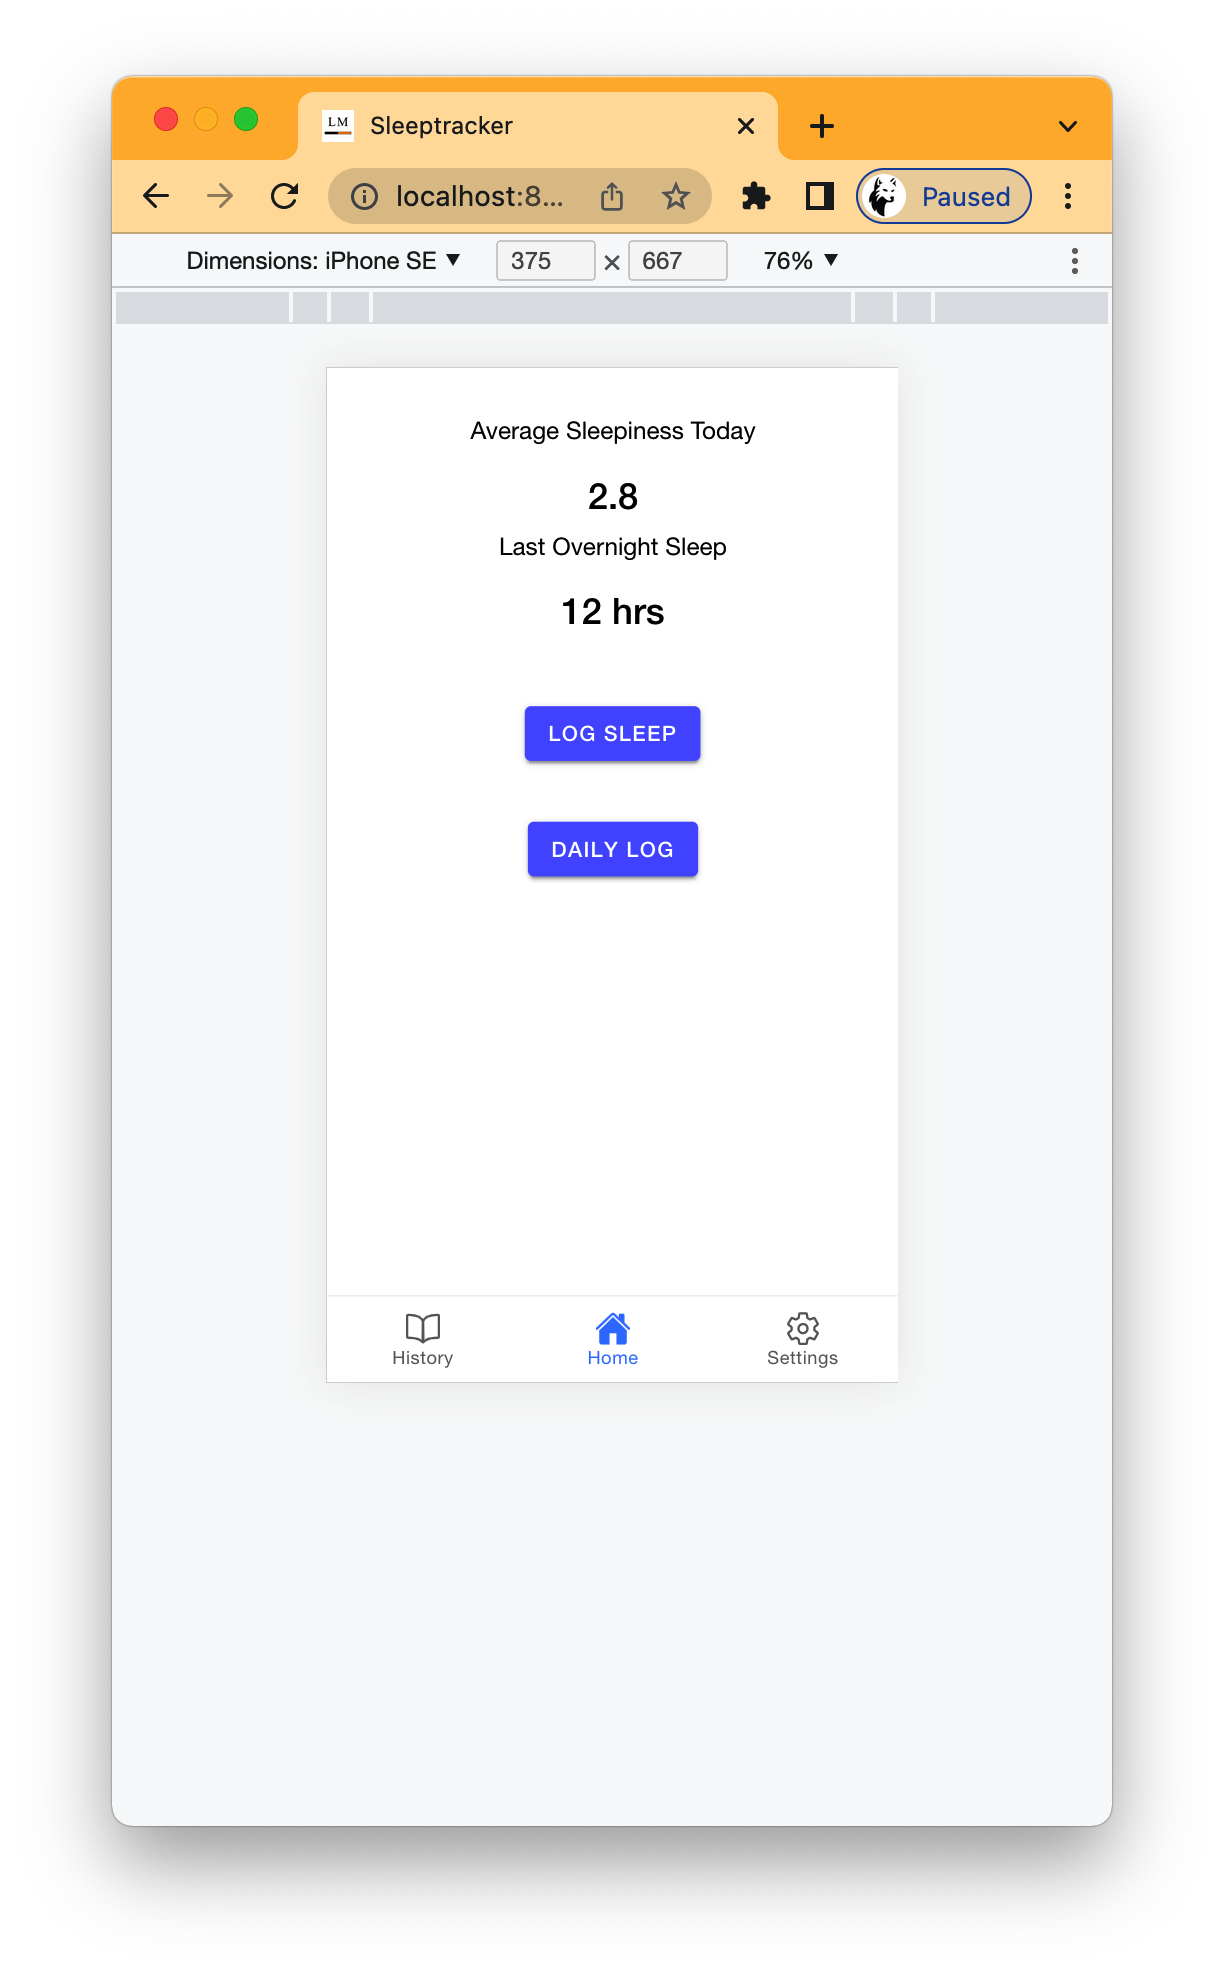 LM Sleeptracker
localhost:8... Paused
Dimensions: iPhone SE 375 × 667 76%
Average Sleepiness Today
2.8
Last Overnight Sleep
12 hrs
LOG SLEEP
DAILY LOG
History Home Settings